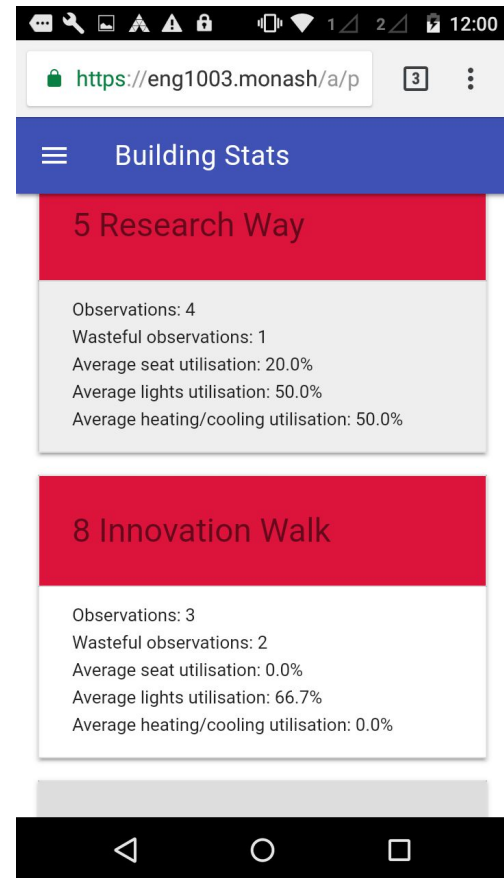 1 2 12:00
https://eng1003.monash/a/p 3
Building Stats
5 Research Way
Observations: 4
Wasteful observations: 1
Average seat utilisation: 20.0%
Average lights utilisation: 50.0%
Average heating/cooling utilisation: 50.0%
8 Innovation Walk
Observations: 3
Wasteful observations: 2
Average seat utilisation: 0.0%
Average lights utilisation: 66.7%
Average heating/cooling utilisation: 0.0%